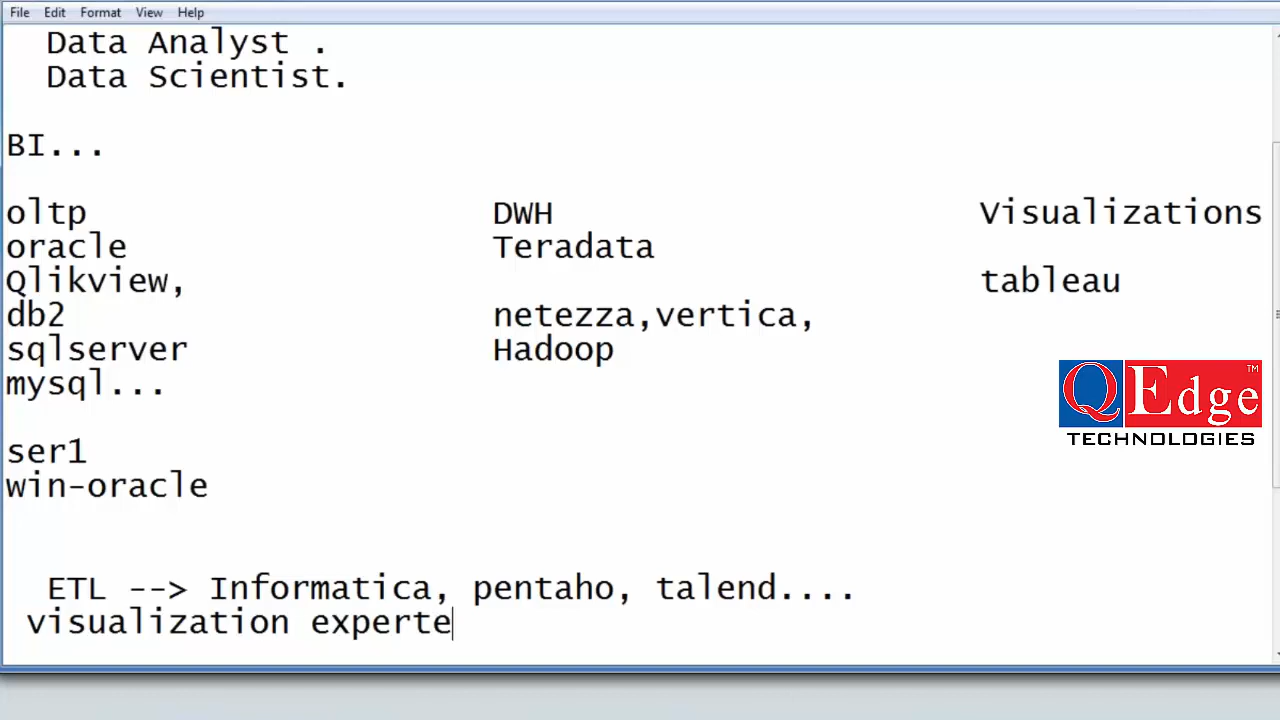 File Edit Format View Help
Data Analyst .
Data Scientist.
BI...
oltp DWH Visualizations
oracle Teradata
Qlikview, tableau
db2 netezza,vertica,
sqlserver Hadoop
mysql...
QEdge TM
TECHNOLOGIES
ser1
win-oracle
ETL --> Informatica, pentaho, talend....
visualization experte